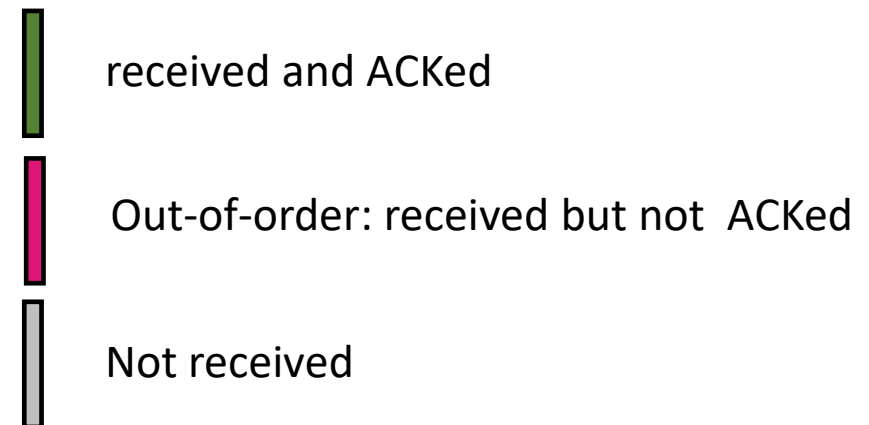 received and ACKed
Out-of-order: received but not ACKed
Not received